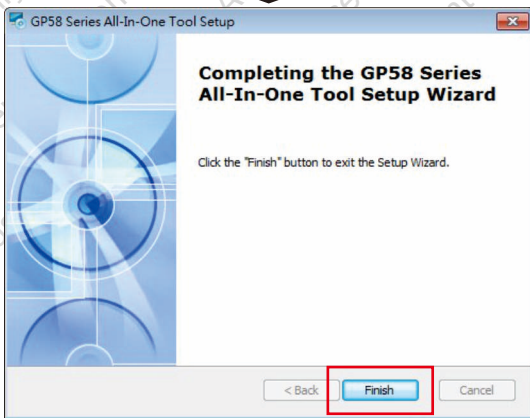 GP58 Series All-In-One Tool Setup
Completing the GP58 Series
All-In-One Tool Setup Wizard
Click the "Finish" button to exit the Setup Wizard.
< Back
Finish
Cancel